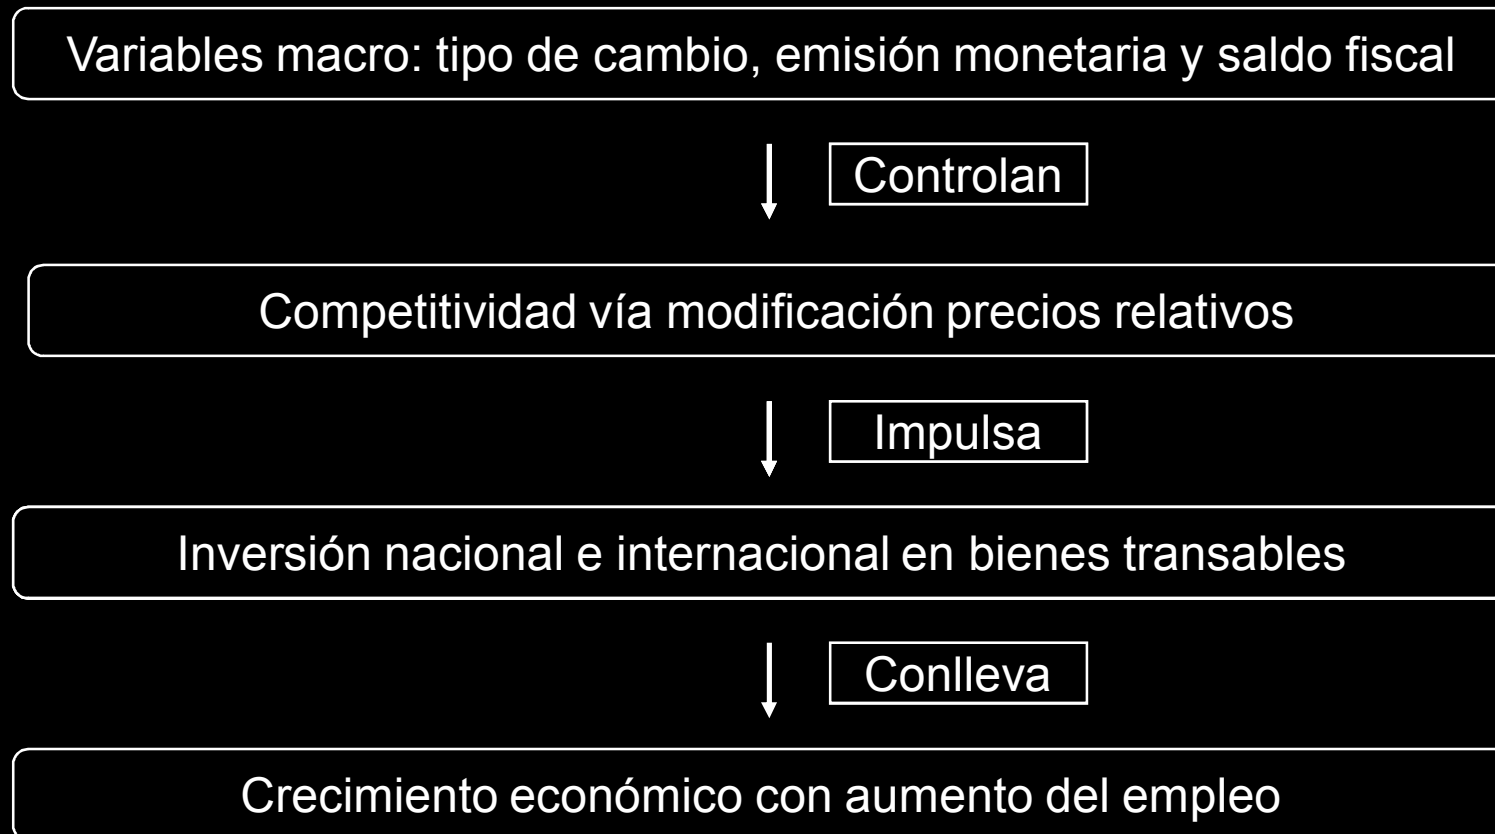 Variables macro: tipo de cambio, emisión monetaria y saldo fiscal
Controlan
Competitividad vía modificación precios relativos
Impulsa
Inversión nacional e internacional en bienes transables
Conlleva
Crecimiento económico con aumento del empleo